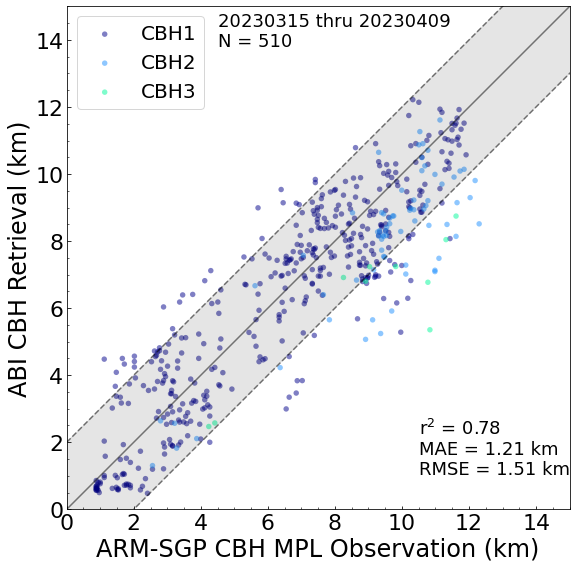 20230315 thru 20230409
N = 510
CBH1
CBH2
CBH3
ABI CBH Retrieval (km)
14
12
10
8
6
4
2
0
r² = 0.78
MAE = 1.21 km
RMSE = 1.51 km
0 2 4 6 8 10 12 14
ARM-SGP CBH MPL Observation (km)